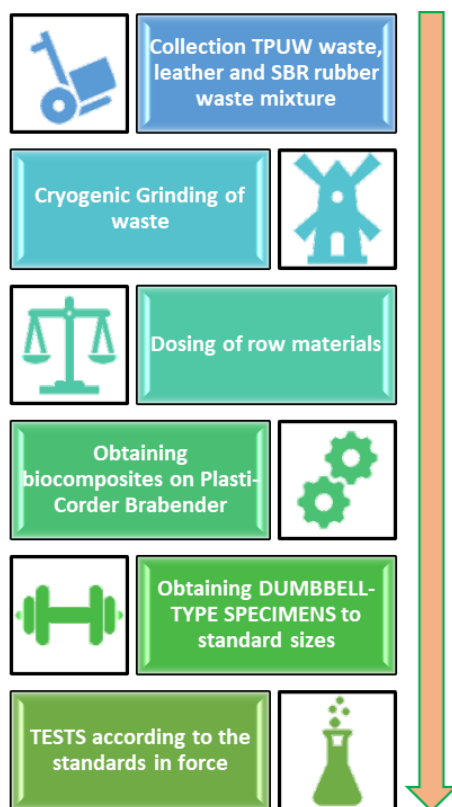 Collection TPUW waste,
leather and SBR rubber
waste mixture
Cryogenic Grinding of
waste
Dosing of row materials
Obtaining
biocomposites on Plasti-
Corder Brabender
Obtaining DUMBBELL-
TYPE SPECIMENS to
standard sizes
TESTS according to the
standards in force